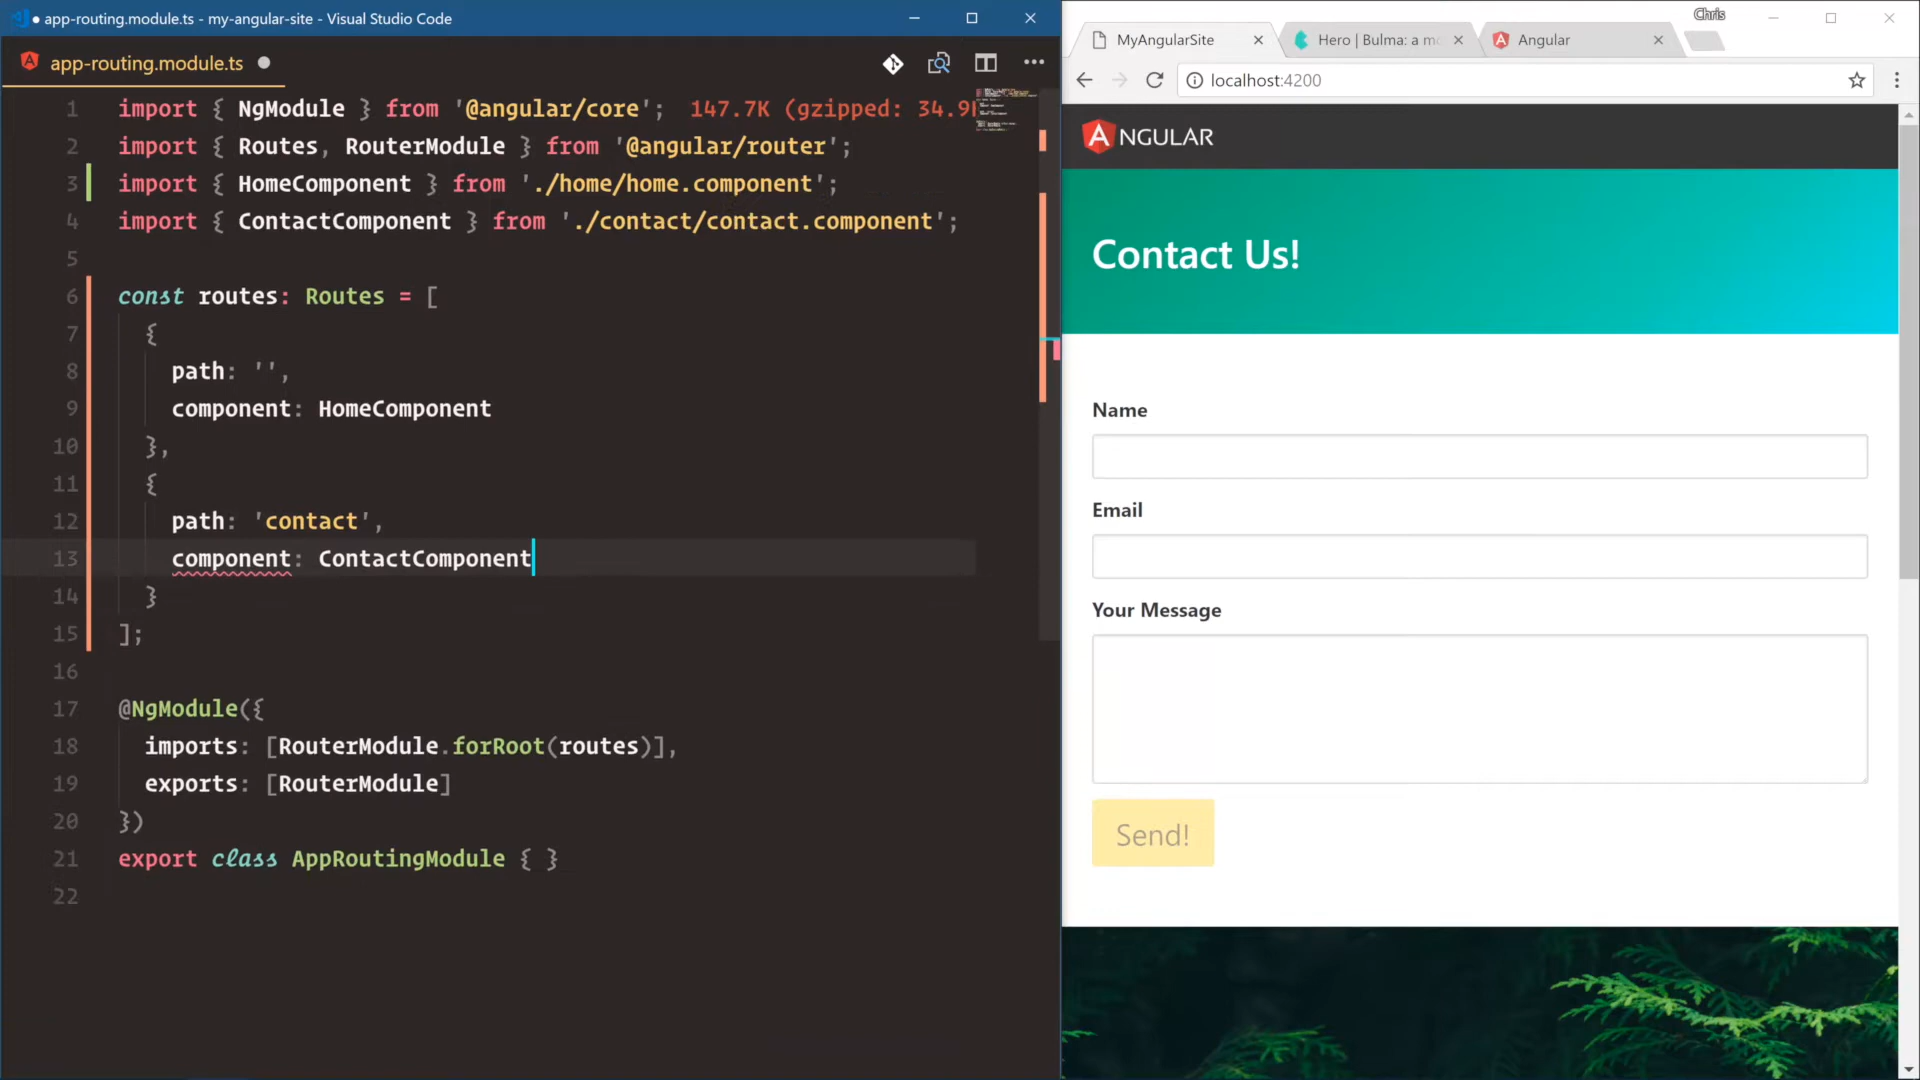 app-routing.module.ts - my-angular-site - Visual Studio Code
app-routing.module.ts
1 import { NgModule } from '@angular/core'; 147.7K (gzipped: 34.9
2 import { Routes, RouterModule } from '@angular/router';
3 import { HomeComponent } from './home/home.component';
4 import { ContactComponent } from './contact/contact.component';
5
6 const routes: Routes = [
7 {
8 path: '',
9 component: HomeComponent
10 },
11 {
12 path: 'contact',
13 component: ContactComponent
14 }
15 ];
16
17 @NgModule({
18 imports: [RouterModule.forRoot(routes)],
19 exports: [RouterModule]
20 })
21 export class AppRoutingModule { }
22
Chris
MyAngularSite
Hero | Bulma: a mo
Angular
localhost:4200
ANGULAR
Contact Us!
Name
Email
Your Message
Send!